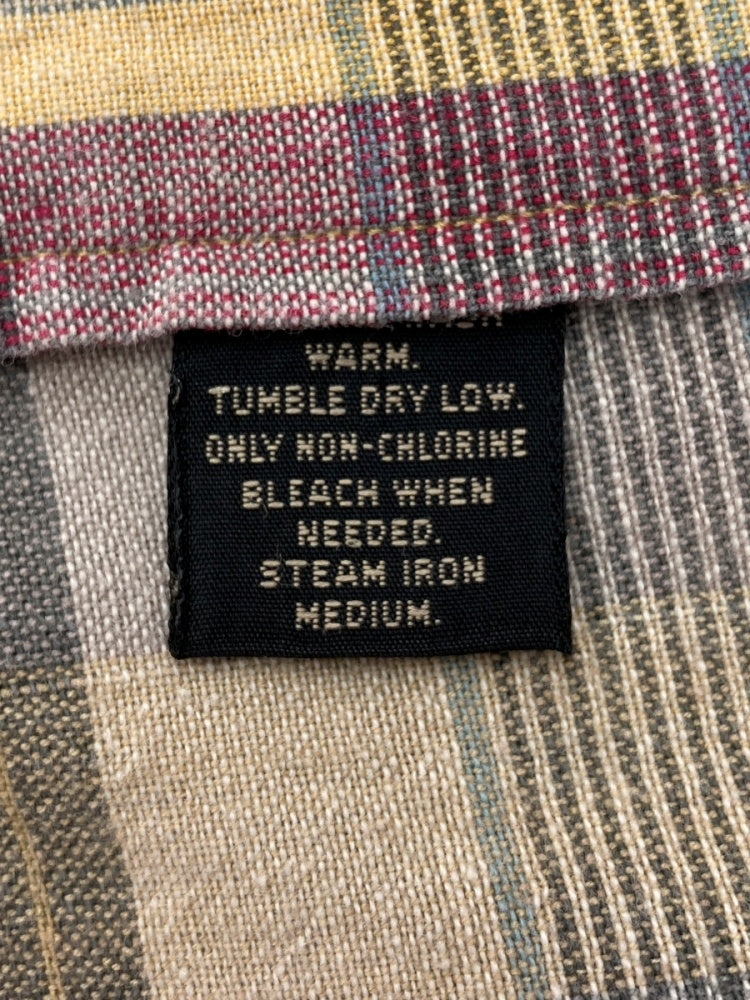 WARM.
TUMBLE DRY LOW.
ONLY NON-CHLORINE
BLEACH WHEN
NEEDED.
STEAM IRON
MEDIUM.